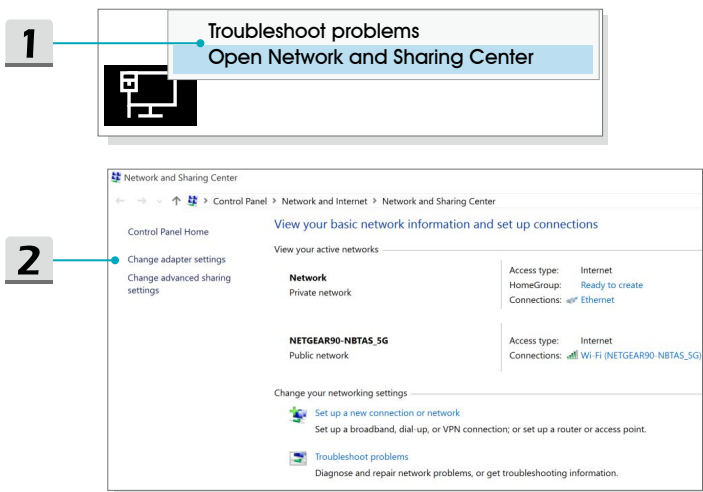 1
Troubleshoot problems
Open Network and Sharing Center
2
Network and Sharing Center
Control Panel > Network and Internet > Network and Sharing Center
Control Panel Home
Change adapter settings
Change advanced sharing
settings
View your basic network information and set up connections
View your active networks
Network
Private network
Access type: Internet
HomeGroup: Ready to create
Connections: Ethernet
NETGEAR90-NBTAS_5G
Public network
Access type: Internet
Connections: Wi-Fi (NETGEAR90-NBTAS_5G)
Change your networking settings
Set up a new connection or network
Set up a broadband, dial-up, or VPN connection; or set up a router or access point.
Troubleshoot problems
Diagnose and repair network problems, or get troubleshooting information.